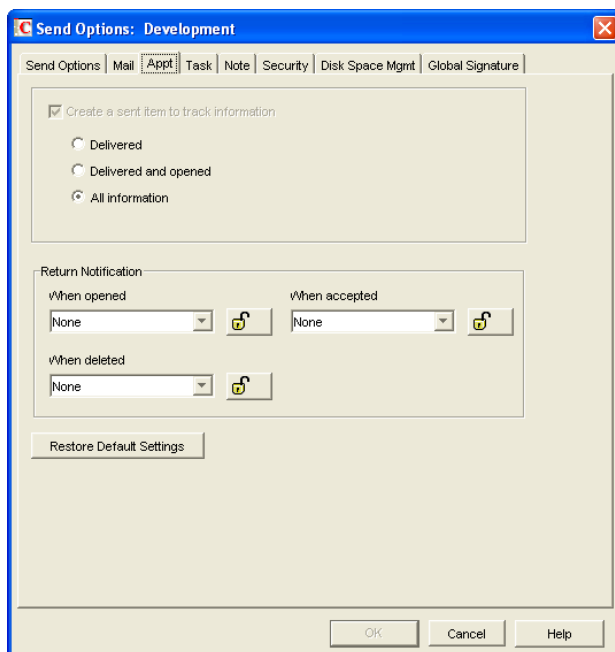 Send Options: Development
Send Options Mail Appt Task Note Security Disk Space Mgmt Global Signature
Create a sent item to track information
Delivered
Delivered and opened
All information
Return Notification
When opened When accepted
None None
When deleted
None
Restore Default Settings
OK Cancel Help